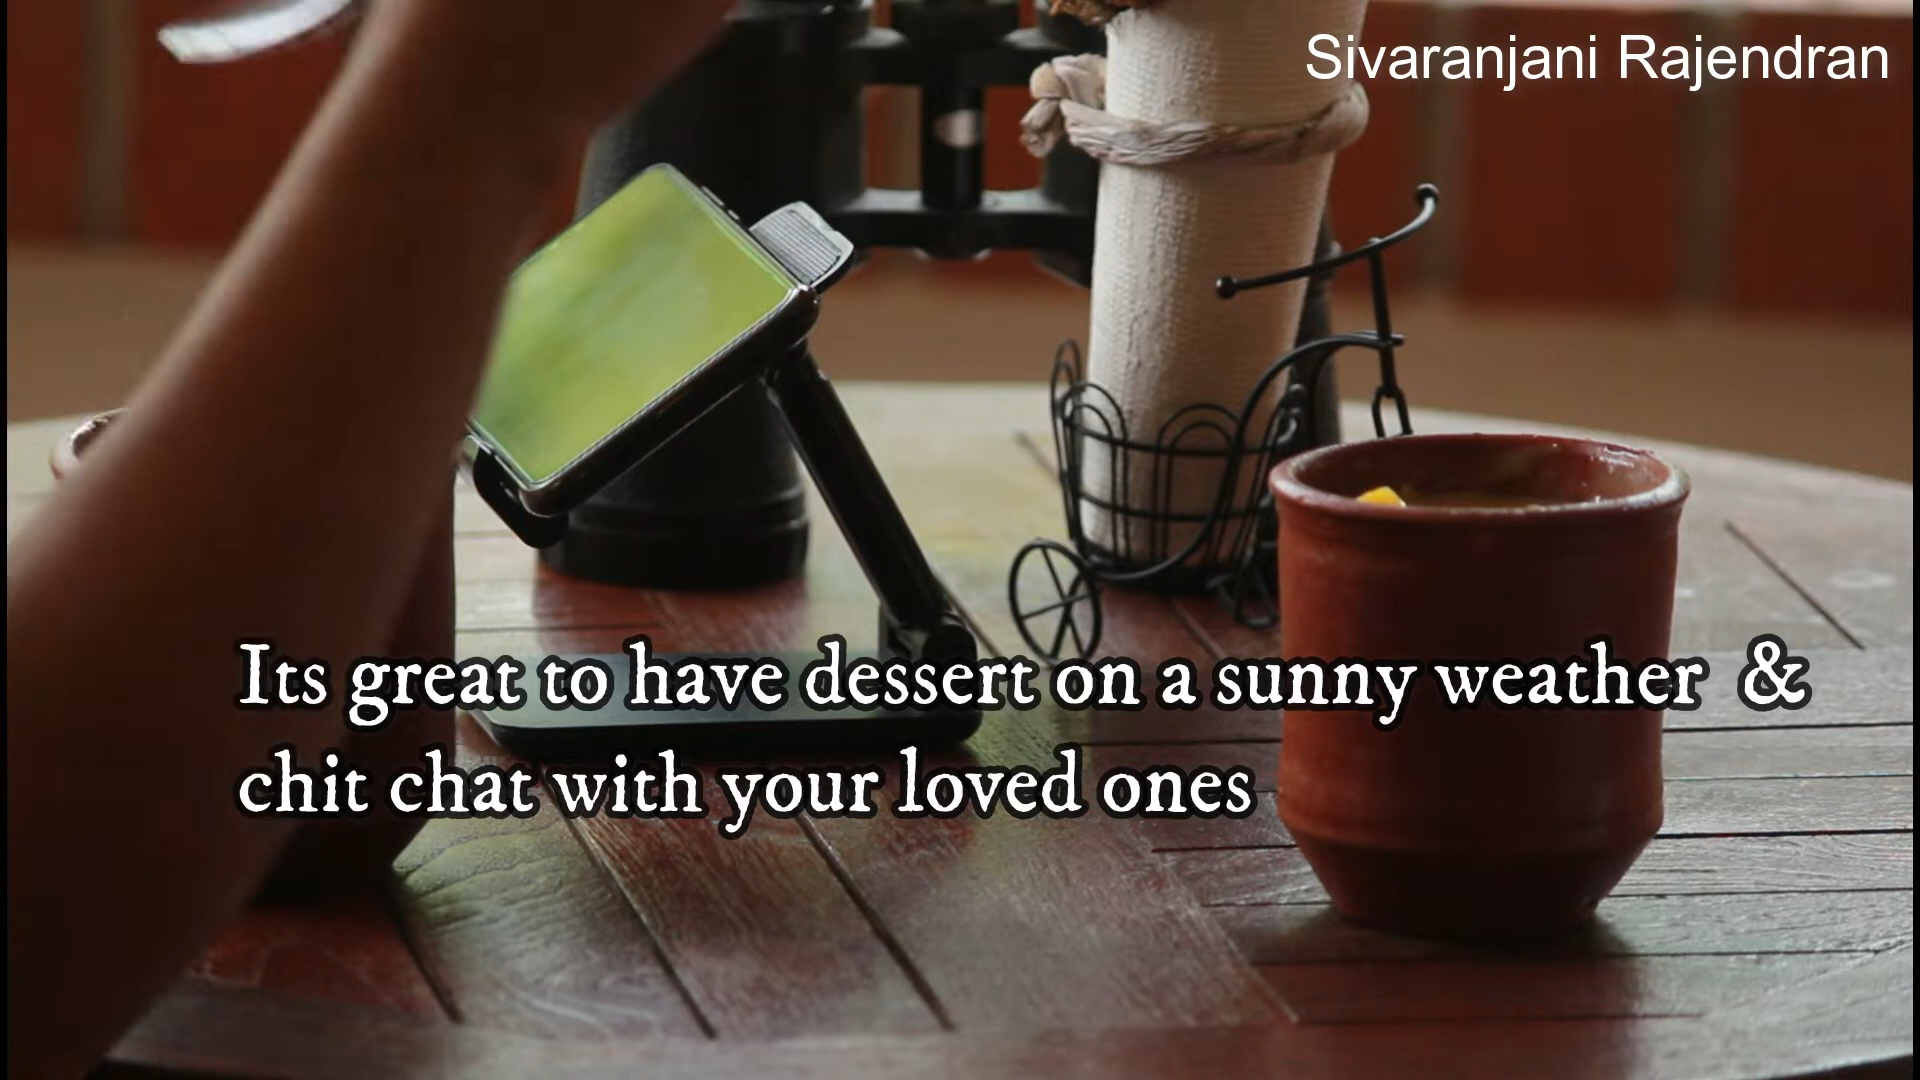 Sivaranjani Rajendran
Its great to have dessert on a sunny weather &
chit chat with your loved ones